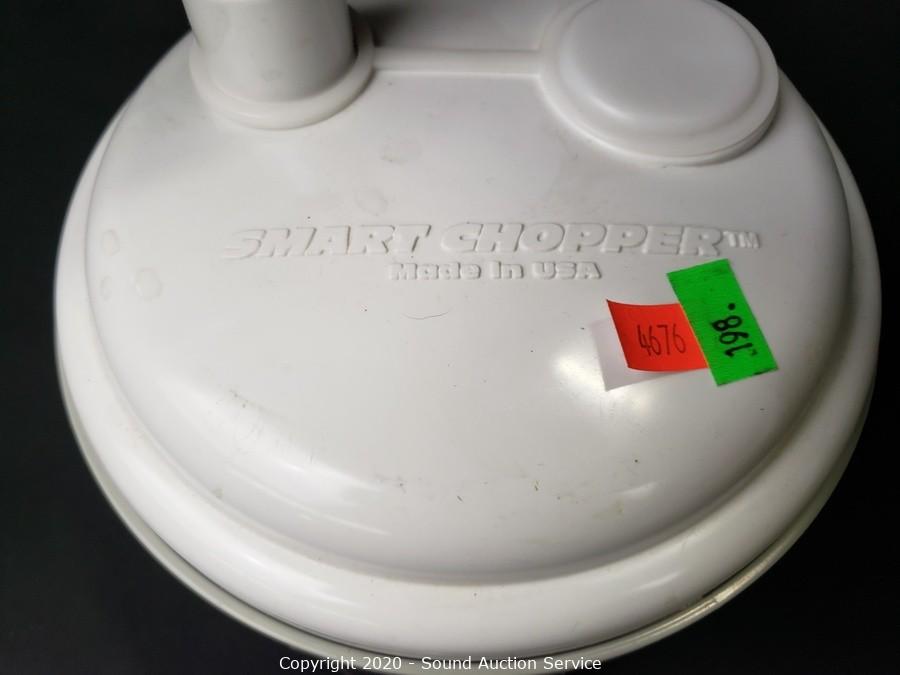 SMART CHOPPER™
Made In USA
4676
198.
Copyright 2020 - Sound Auction Service